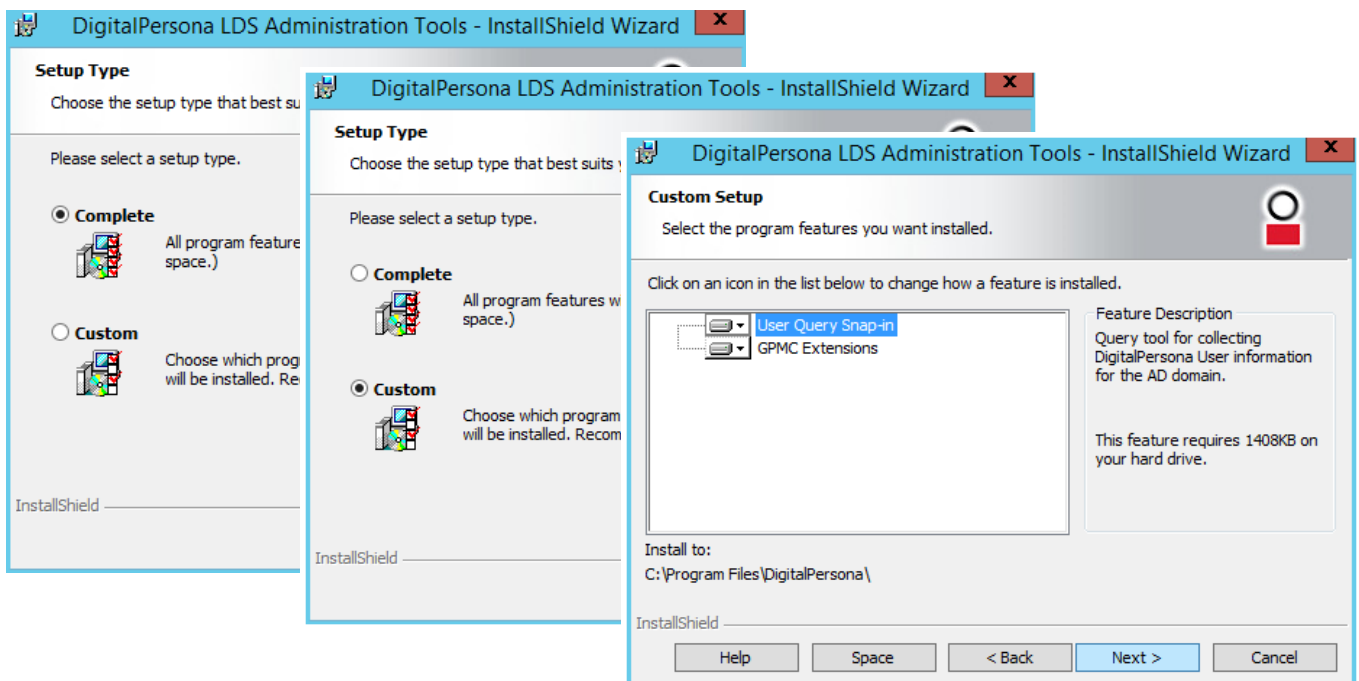 DigitalPersona LDS Administration Tools - InstallShield Wizard
Setup Type
Choose the setup type that best
Please select a setup type.
Complete
All program
space.)
Custom
Choose which
will be installed.
InstallShield
DigitalPersona LDS Administration Tools - InstallShield Wizard
Setup Type
Choose the setup type that best suits
Please select a setup type.
Complete
All program features
space.)
Custom
Choose which program
will be installed.
InstallShield
DigitalPersona LDS Administration Tools - InstallShield Wizard
Custom Setup
Select the program features you want installed.
Click on an icon in the list below to change how a feature is installed.
User Query Snap-in
GPMC Extensions
Feature Description
Query tool for collecting
DigitalPersona User information
for the AD domain.
This feature requires 1408KB on
your hard drive.
Install to:
C:\Program Files\DigitalPersona\
InstallShield
Help
Space
< Back
Next >
Cancel